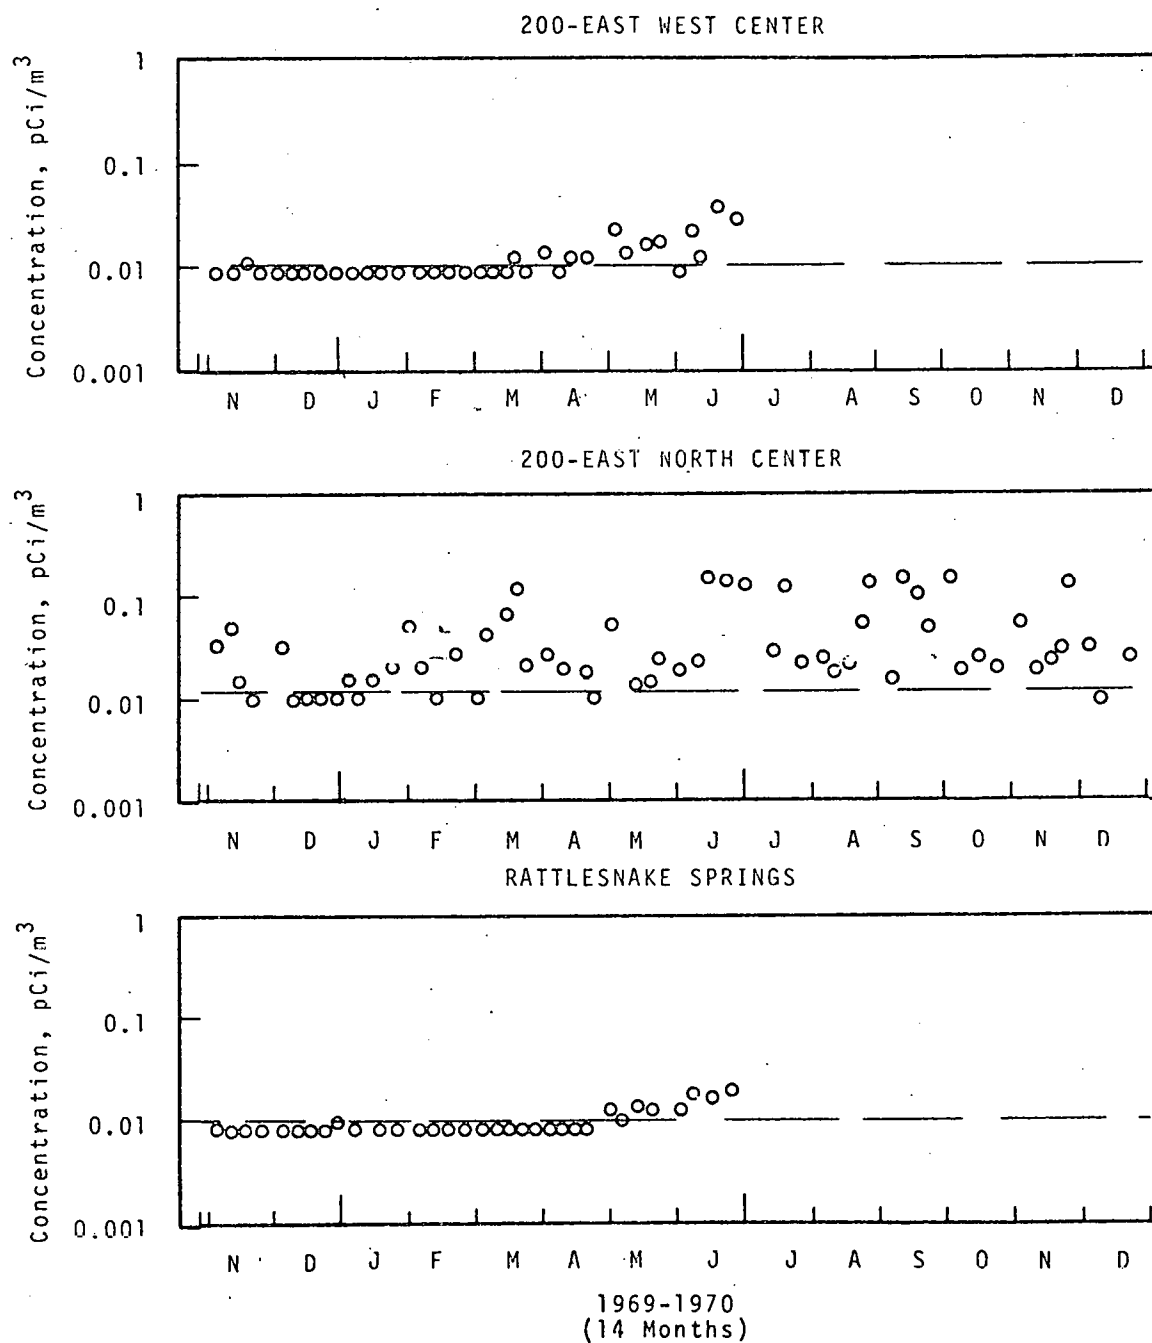 200-EAST WEST CENTER
Concentration, pCi/m³
1
0.1
0.01
0.001
N D J F M A M J J A S O N D
200-EAST NORTH CENTER
Concentration, pCi/m³
1
0.1
0.01
0.001
N D J F M A M J J A S O N D
RATTLESNAKE SPRINGS
Concentration, pCi/m³
1
0.1
0.01
0.001
N D J F M A M J J A S O N D
1969-1970
(14 Months)